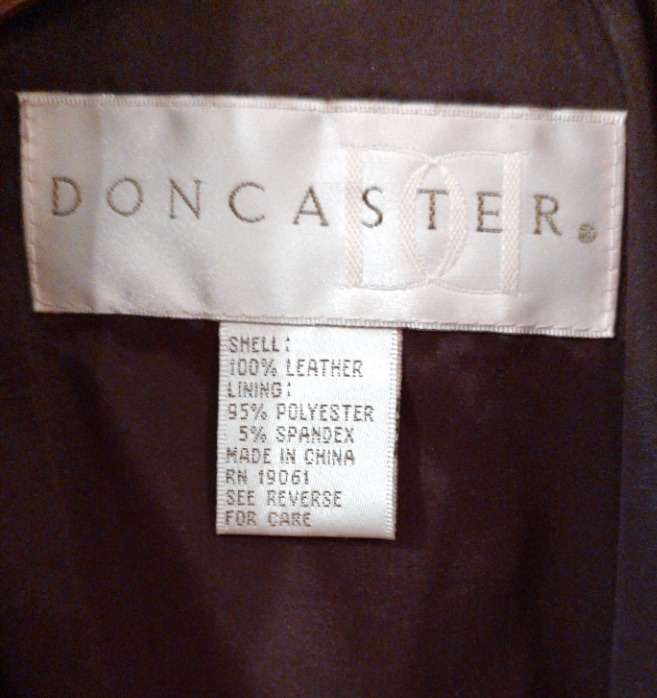 DONCASTER®
SHELL:
100% LEATHER
LINING:
95% POLYESTER
5% SPANDEX
MADE IN CHINA
RN 19061
SEE REVERSE
FOR CARE